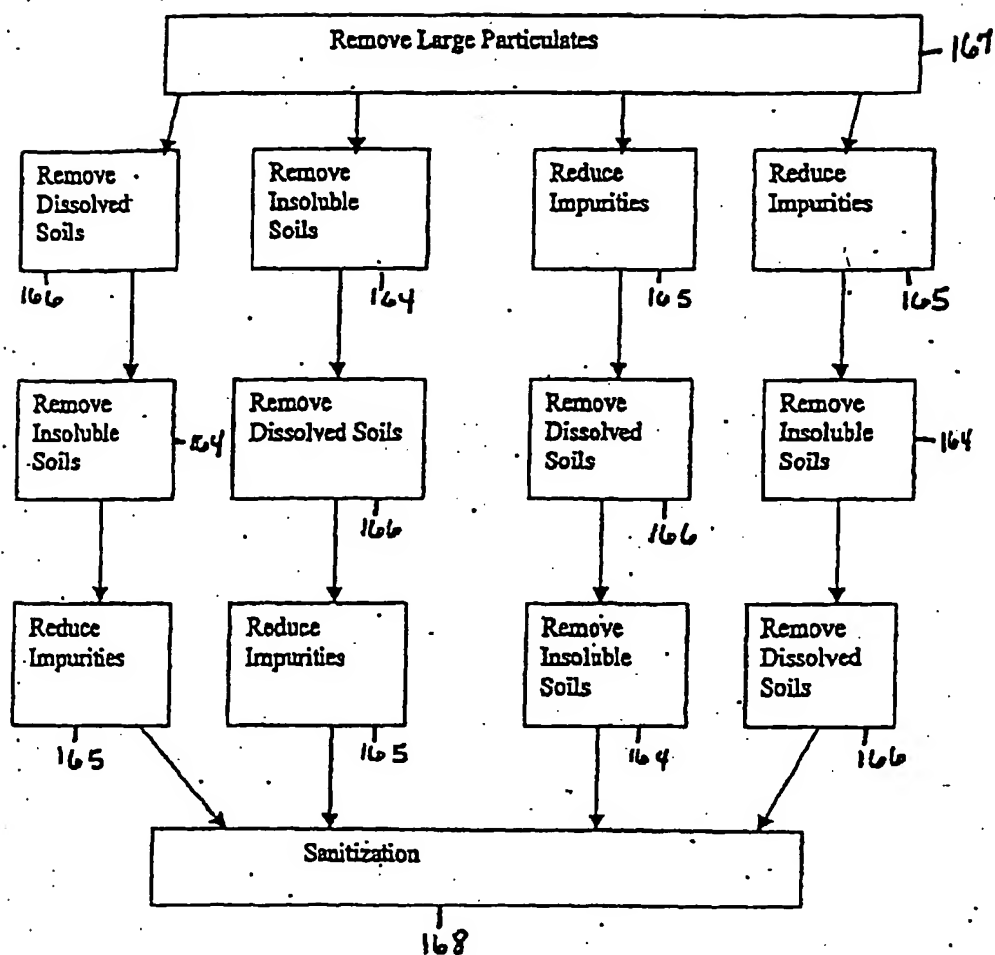 Remove Large Particulates
167
Remove
Dissolved
Soils
166
Remove
Insoluble
Soils
164
Reduce
Impurities
165
Reduce
Impurities
165
Remove
Insoluble
Soils
164
Remove
Dissolved Soils
166
Remove
Dissolved
Soils
166
Remove
Insoluble
Soils
164
Reduce
Impurities
165
Reduce
Impurities
165
Remove
Insoluble
Soils
164
Remove
Dissolved
Soils
166
Sanitization
168